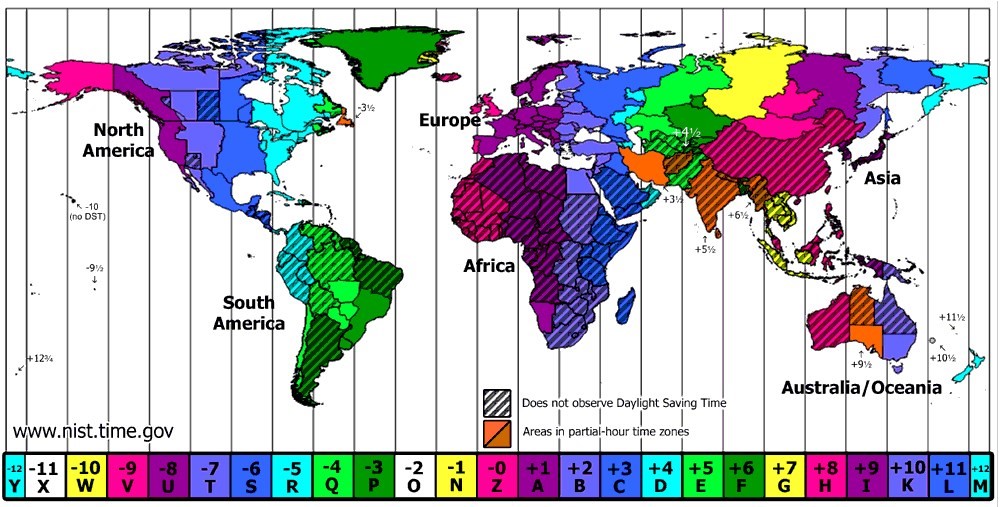 -3½
North
America
Europe
+4½
Asia
-10
(no DST)
+3½
+6½
+5½
-9½
Africa
South
America
+11½
+10½
+12¾
+9½
Australia/Oceania
Does not observe Daylight Saving Time
Areas in partial-hour time zones
www.nist.time.gov
-12 -11 -10 -9 -8 -7 -6 -5 -4 -3 -2 -1 -0 +1 +2 +3 +4 +5 +6 +7 +8 +9 +10 +11 +12
Y X W V U T S R Q P O N Z A B C D E F G H I K L M